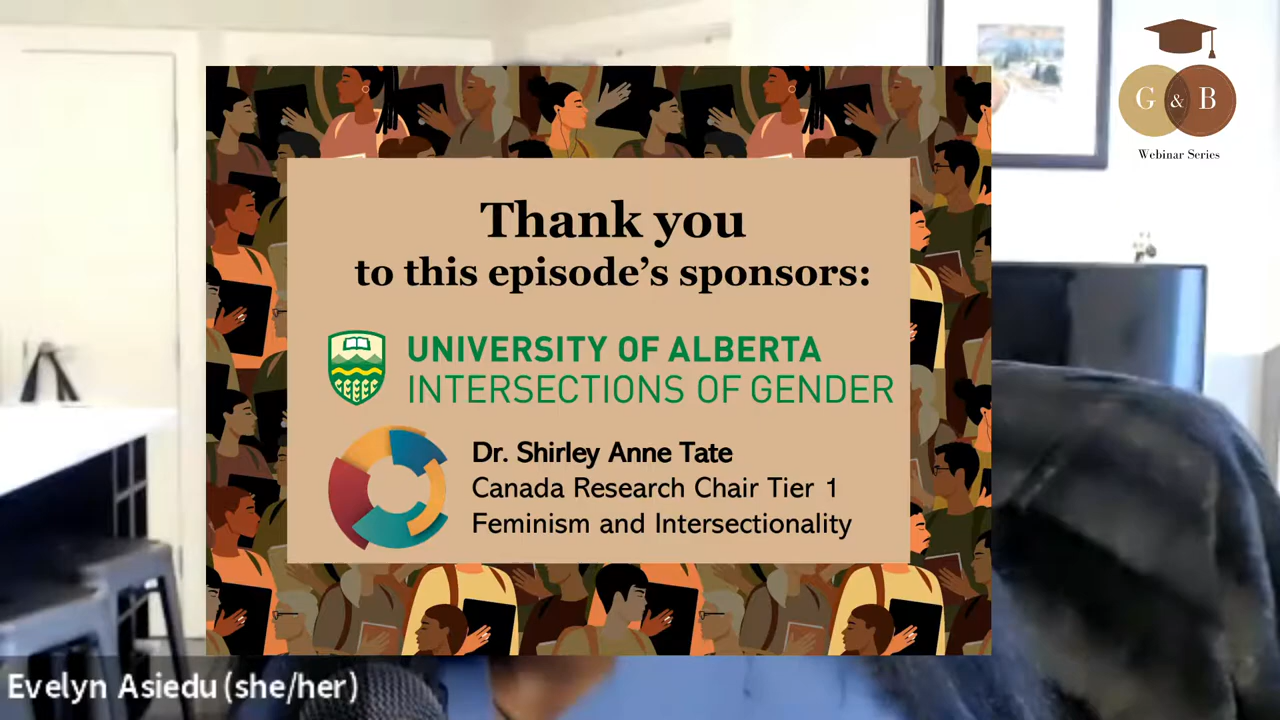 G & B
Webinar Series
Thank you
to this episode's sponsors:
UNIVERSITY OF ALBERTA
INTERSECTIONS OF GENDER
Dr. Shirley Anne Tate
Canada Research Chair Tier 1
Feminism and Intersectionality
Evelyn Asiedu (she/her)